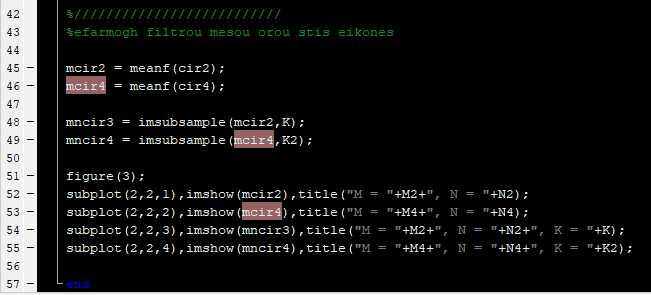 42 %//////////////////////////
43 %efarmogh filtrou mesou orou stis eikones
44
45 – mcir2 = meanf(cir2);
46 – mcir4 = meanf(cir4);
47
48 – mncir3 = imsubsample(mcir2,K);
49 – mncir4 = imsubsample(mcir4,K2);
50
51 – figure(3);
52 – subplot(2,2,1),imshow(mcir2),title("M = "+M2+", N = "+N2);
53 – subplot(2,2,2),imshow(mcir4),title("M = "+M4+", N = "+N4);
54 – subplot(2,2,3),imshow(mncir3),title("M = "+M2+", N = "+N2+", K = "+K);
55 – subplot(2,2,4),imshow(mncir4),title("M = "+M4+", N = "+N4+", K = "+K2);
56
57 – end